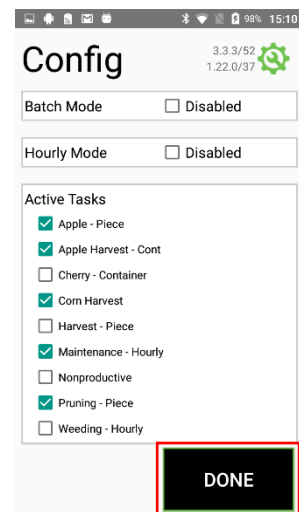 98% 15:10
Config
3.3.3/52
1.22.0/37
Batch Mode Disabled
Hourly Mode Disabled
Active Tasks
Apple - Piece
Apple Harvest - Cont
Cherry - Container
Corn Harvest
Harvest - Piece
Maintenance - Hourly
Nonproductive
Pruning - Piece
Weeding - Hourly
DONE